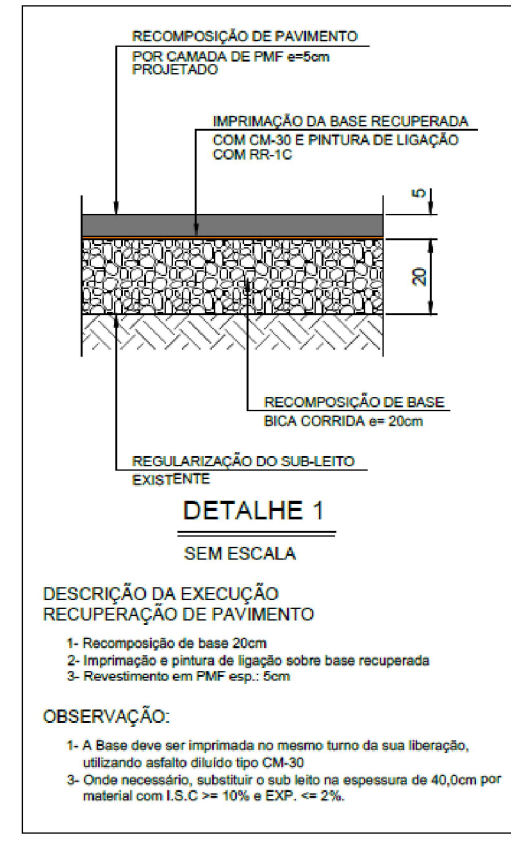 RECOMPOSIÇÃO DE PAVIMENTO
POR CAMADA DE PMF e=5cm
PROJETADO
IMPRIMAÇÃO DA BASE RECUPERADA
COM CM-30 E PINTURA DE LIGAÇÃO
COM RR-1C
5
20
RECOMPOSIÇÃO DE BASE
BICA CORRIDA e= 20cm
REGULARIZAÇÃO DO SUB-LEITO
EXISTENTE
DETALHE 1
SEM ESCALA
DESCRIÇÃO DA EXECUÇÃO
RECUPERAÇÃO DE PAVIMENTO
1- Recomposição de base 20cm
2- Imprimação e pintura de ligação sobre base recuperada
3- Revestimento em PMF esp.: 5cm
OBSERVAÇÃO:
1- A Base deve ser imprimada no mesmo turno da sua liberação,
utilizando asfalto diluído tipo CM-30
3- Onde necessário, substituir o sub leito na espessura de 40,0cm por
material com I.S.C >= 10% e EXP. <= 2%.